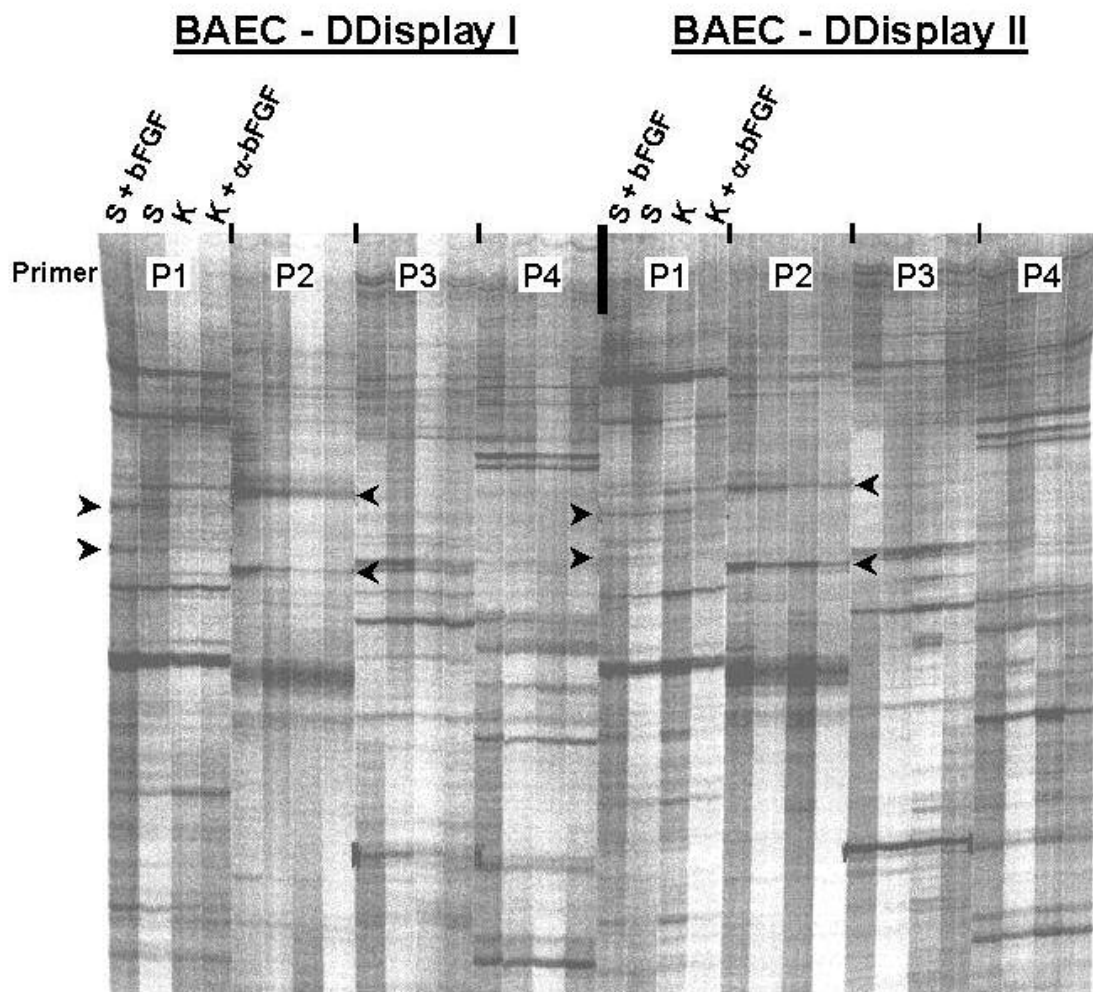 BAEC - DDisplay I
BAEC - DDisplay II
S + bFGF
S
K
K + α-bFGF
S + bFGF
S
K
K + α-bFGF
Primer
P1 P2 P3 P4 P1 P2 P3 P4